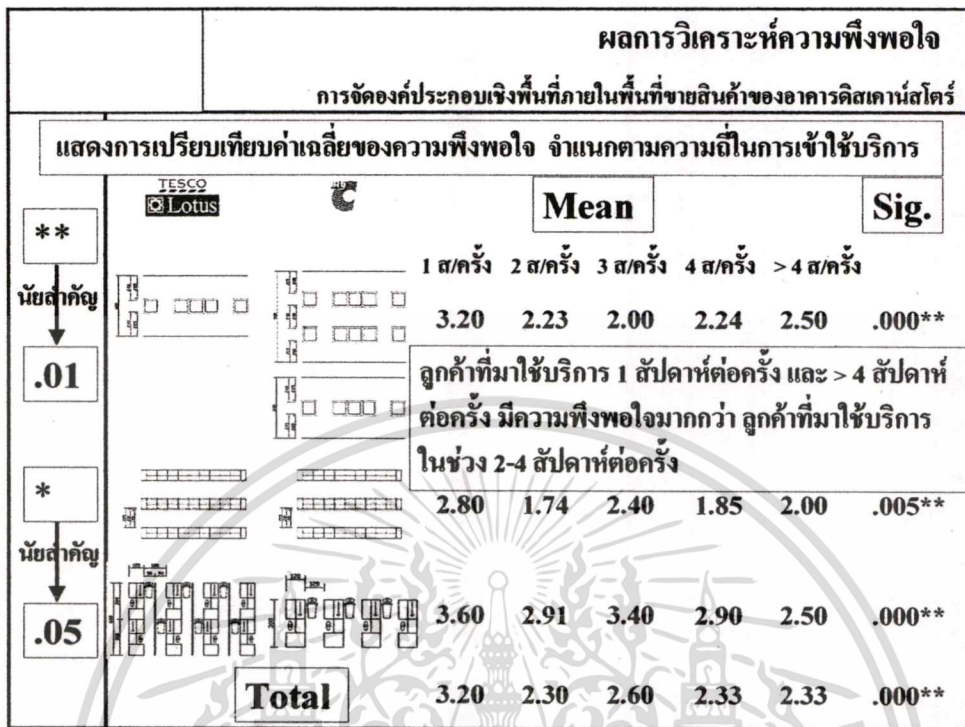 ผลการวิเคราะห์ความพึงพอใจ
การจัดองค์ประกอบเชิงพื้นที่ภายในพื้นที่ขายสินค้าของอาคารดิสเคาน์สโตร์
แสดงการเปรียบเทียบค่าเฉลี่ยของความพึงพอใจ จำแนกตามความถี่ในการเข้าใช้บริการ
TESCO
Lotus
C
Mean
Sig.
**
นัยสำคัญ
.01
*
นัยสำคัญ
.05
1 ส/ครั้ง 2 ส/ครั้ง 3 ส/ครั้ง 4 ส/ครั้ง > 4 ส/ครั้ง
3.20 2.23 2.00 2.24 2.50 .000**
ลูกค้าที่มาใช้บริการ 1 สัปดาห์ต่อครั้ง และ > 4 สัปดาห์
ต่อครั้ง มีความพึงพอใจมากกว่า ลูกค้าที่มาใช้บริการ
ในช่วง 2-4 สัปดาห์ต่อครั้ง
2.80 1.74 2.40 1.85 2.00 .005**
3.60 2.91 3.40 2.90 2.50 .000**
Total 3.20 2.30 2.60 2.33 2.33 .000**